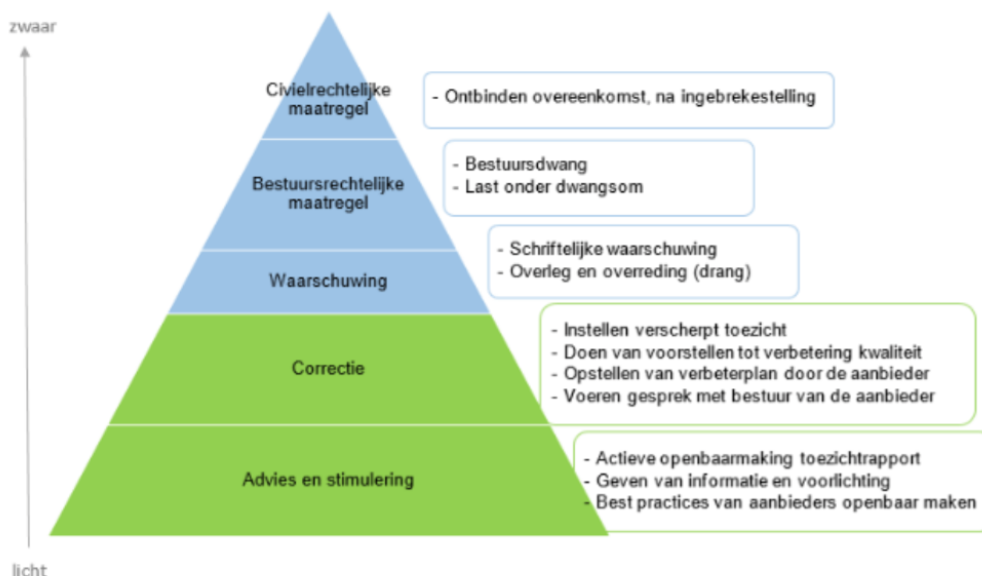 zwaar
Civielrechtelijke
maatregel
- Ontbinden overeenkomst, na ingebrekestelling
Bestuursrechtelijke
maatregel
- Bestuursdwang
- Last onder dwangsom
Waarschuwing
- Schriftelijke waarschuwing
- Overleg en overreding (drang)
Correctie
- Instellen verscherpt toezicht
- Doen van voorstellen tot verbetering kwaliteit
- Opstellen van verbeterplan door de aanbieder
- Voeren gesprek met bestuur van de aanbieder
Advies en stimulering
- Actieve openbaarmaking toezichtrapport
- Geven van informatie en voorlichting
- Best practices van aanbieders openbaar maken
licht